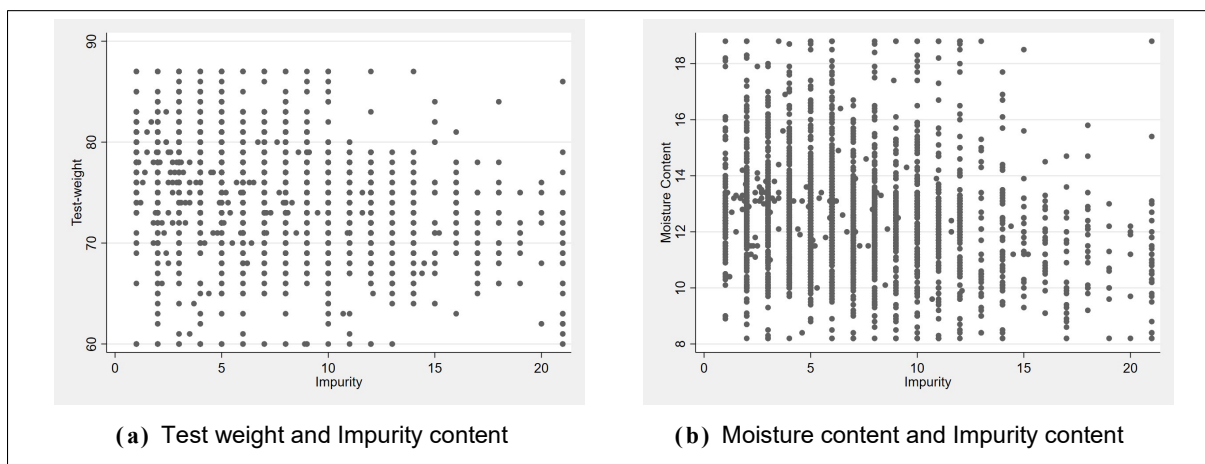 90
80
70
60
Test-weight
0 5 10 15 20
Impurity
(a) Test weight and Impurity content
18
16
14
12
10
8
Moisture Content
0 5 10 15 20
Impurity
(b) Moisture content and Impurity content